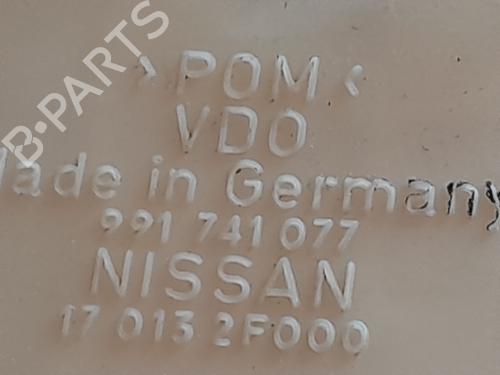 B-PARTS
> POM <
VDO
Made in Germany
991 741 077
NISSAN
17 013 2F000